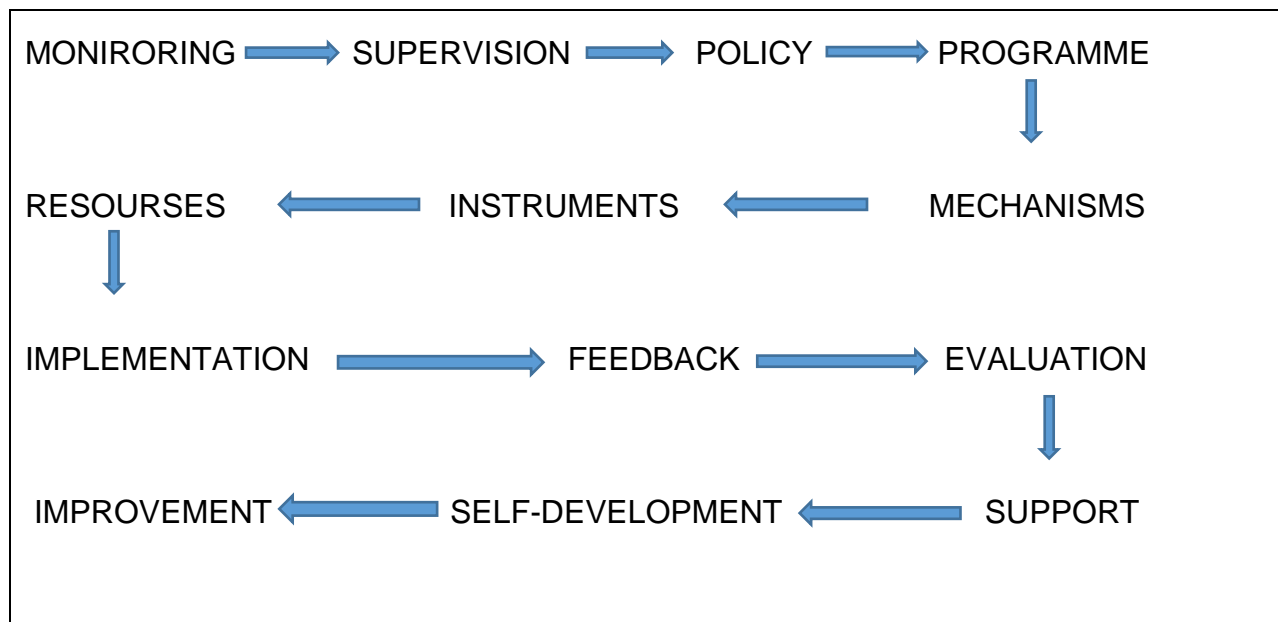 MONIRORING SUPERVISION POLICY PROGRAMME
RESOURSES INSTRUMENTS MECHANISMS
IMPLEMENTATION FEEDBACK EVALUATION
IMPROVEMENT SELF-DEVELOPMENT SUPPORT